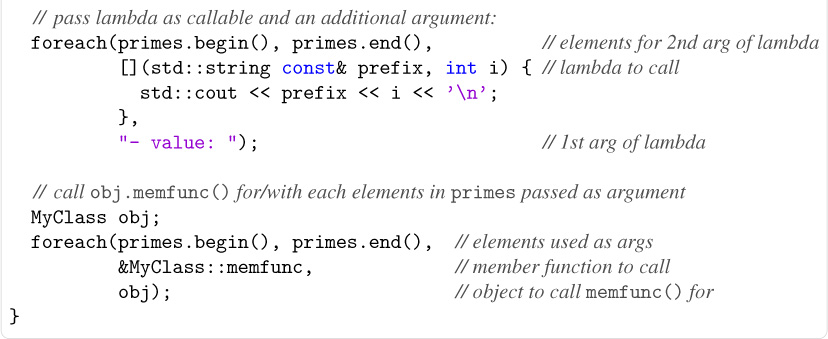 // pass lambda as callable and an additional argument:
foreach(primes.begin(), primes.end(), // elements for 2nd arg of lambda
[](std::string const& prefix, int i) { // lambda to call
std::cout << prefix << i << '\n';
},
"- value: "); // 1st arg of lambda
// call obj.memfunc() for/with each elements in primes passed as argument
MyClass obj;
foreach(primes.begin(), primes.end(), // elements used as args
&MyClass::memfunc, // member function to call
obj); // object to call memfunc() for
}